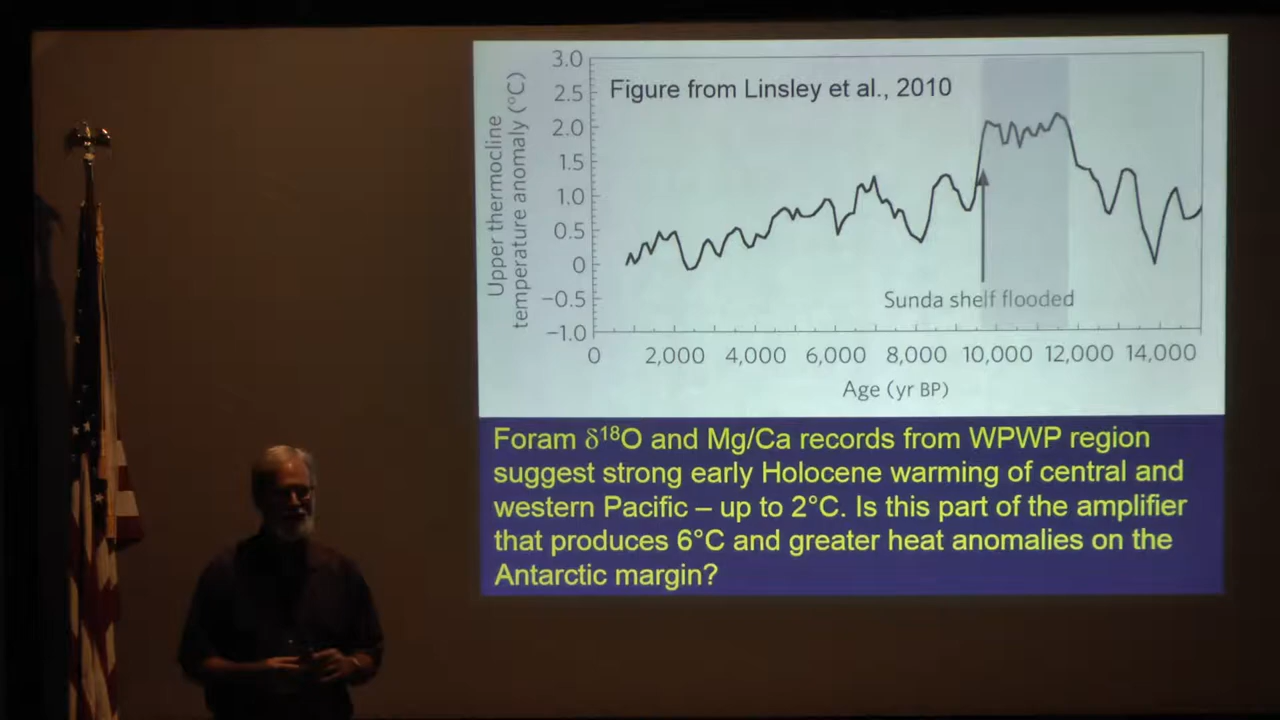 3.0
Figure from Linsley et al., 2010
2.5
2.0
1.5
1.0
0.5
0
−0.5
−1.0
Upper thermocline
temperature anomaly (°C)
Sunda shelf flooded
0 2,000 4,000 6,000 8,000 10,000 12,000 14,000
Age (yr BP)
Foram δ¹⁸O and Mg/Ca records from WPWP region
suggest strong early Holocene warming of central and
western Pacific – up to 2°C. Is this part of the amplifier
that produces 6°C and greater heat anomalies on the
Antarctic margin?